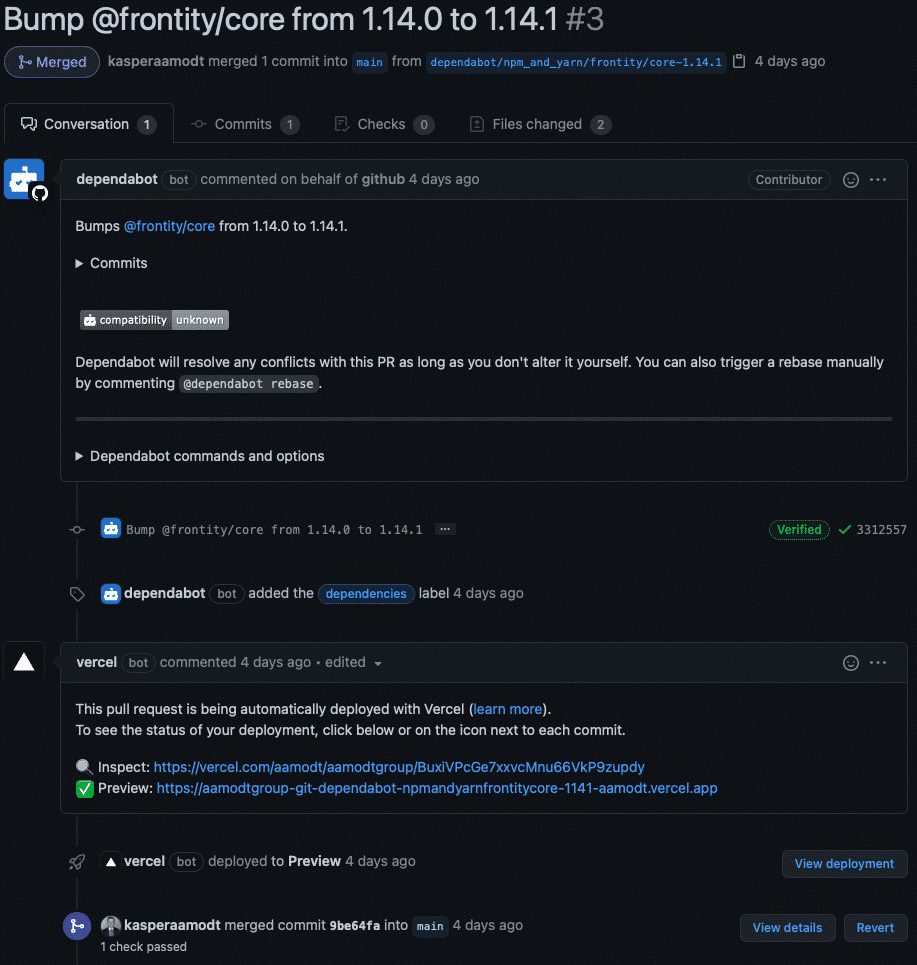 Bump @frontity/core from 1.14.0 to 1.14.1 #3
Merged kasperaamodt merged 1 commit into main from dependabot/npm_and_yarn/frontity/core-1.14.1 4 days ago
Conversation 1 Commits 1 Checks 0 Files changed 2
dependabot bot commented on behalf of github 4 days ago Contributor ...
Bumps @frontity/core from 1.14.0 to 1.14.1.
Commits
compatibility unknown
Dependabot will resolve any conflicts with this PR as long as you don't alter it yourself. You can also trigger a rebase manually
by commenting @dependabot rebase.
Dependabot commands and options
Bump @frontity/core from 1.14.0 to 1.14.1 ... Verified 3312557
dependabot bot added the dependencies label 4 days ago
vercel bot commented 4 days ago • edited ...
This pull request is being automatically deployed with Vercel (learn more).
To see the status of your deployment, click below or on the icon next to each commit.
🔍 Inspect: https://vercel.com/aamodt/aamodtgroup/BuxiVPcGe7xxvcMnu66VkP9zupdy
✅ Preview: https://aamodtgroup-git-dependabot-npmandyarnfrontitycore-1141-aamodt.vercel.app
vercel bot deployed to Preview 4 days ago View deployment
kasperaamodt merged commit 9be64fa into main 4 days ago View details Revert
1 check passed